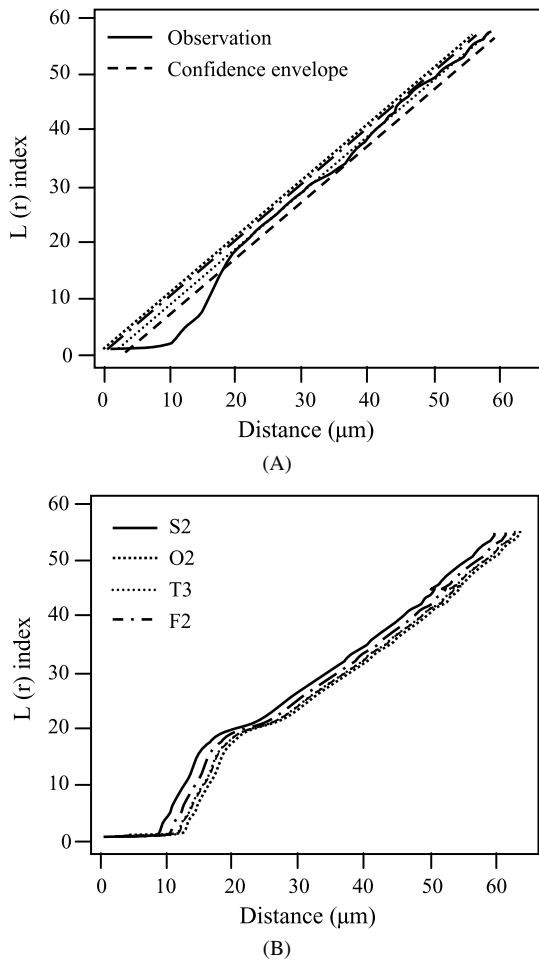 60
50
40
30
20
10
0
L (r) index
Observation
Confidence envelope
0 10 20 30 40 50 60
Distance (μm)
(A)
60
50
40
30
20
10
0
L (r) index
S2
O2
T3
F2
0 10 20 30 40 50 60
Distance (μm)
(B)